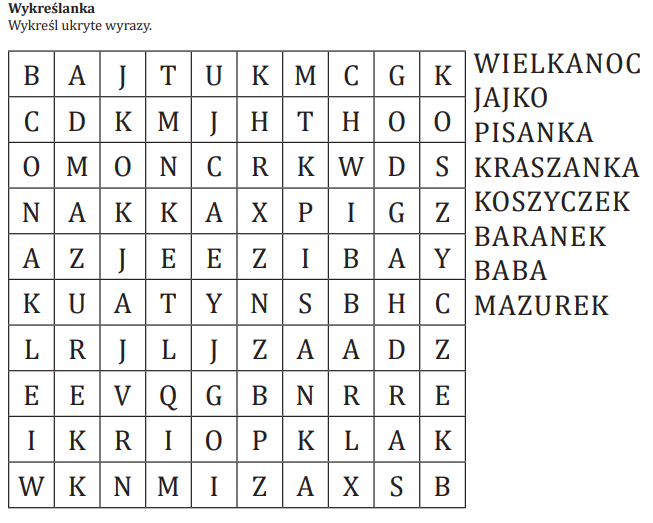 Wykreślanka
Wykreśl ukryte wyrazy.
B A J T U K M C G K
C D K M J H T H O O
O M O N C R K W D S
N A K K A X P I G Z
A Z J E E Z I B A Y
K U A T Y N S B H C
L R J L J Z A A D Z
E E V Q G B N R R E
I K R I O P K L A K
W K N M I Z A X S B
WIELKANOC
JAJKO
PISANKA
KRASZANKA
KOSZYCZEK
BARANEK
BABA
MAZUREK